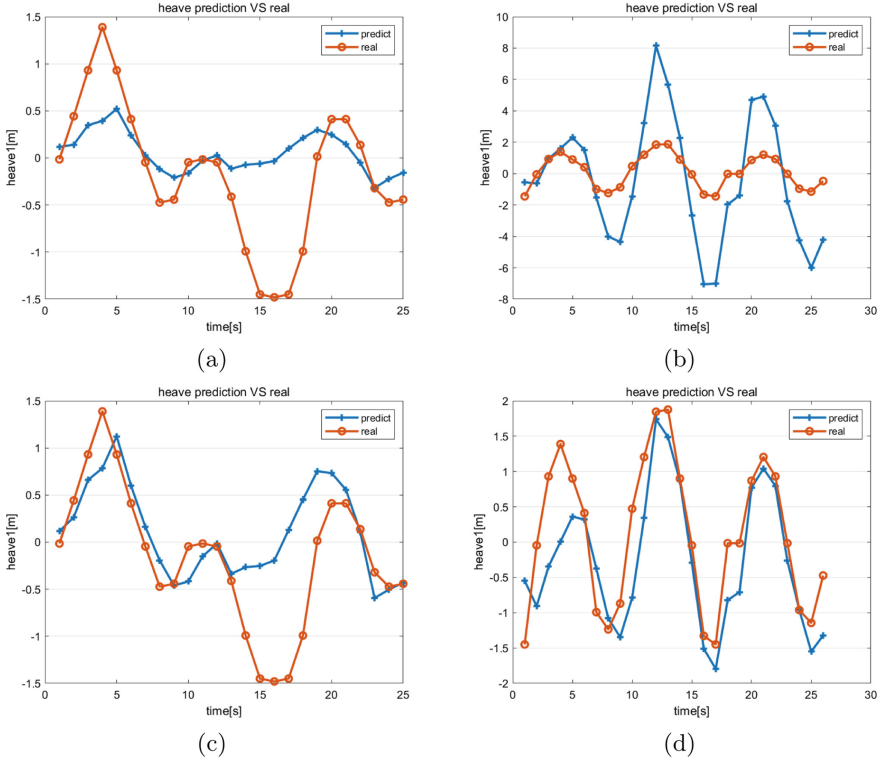 heave prediction VS real
predict
real
heave1[m]
1.5
1
0.5
0
-0.5
-1
-1.5
0 5 10 15 20 25
time[s]
(a)
heave prediction VS real
predict
real
heave1[m]
10
8
6
4
2
0
-2
-4
-6
-8
0 5 10 15 20 25 30
time[s]
(b)
heave prediction VS real
predict
real
heave1[m]
1.5
1
0.5
0
-0.5
-1
-1.5
0 5 10 15 20 25
time[s]
(c)
heave prediction VS real
predict
real
heave1[m]
2
1.5
1
0.5
0
-0.5
-1
-1.5
-2
0 5 10 15 20 25 30
time[s]
(d)